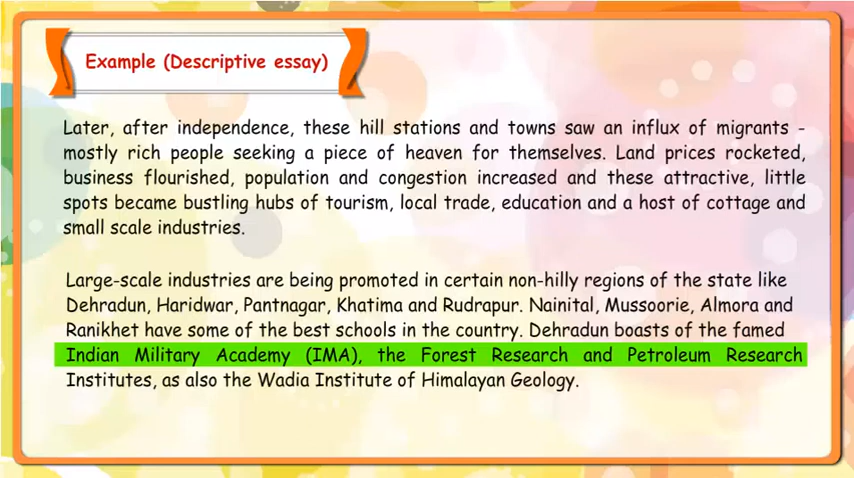 Example (Descriptive essay)
Later, after independence, these hill stations and towns saw an influx of migrants -
mostly rich people seeking a piece of heaven for themselves. Land prices rocketed,
business flourished, population and congestion increased and these attractive, little
spots became bustling hubs of tourism, local trade, education and a host of cottage and
small scale industries.
Large-scale industries are being promoted in certain non-hilly regions of the state like
Dehradun, Haridwar, Pantnagar, Khatima and Rudrapur. Nainital, Mussoorie, Almora and
Ranikhet have some of the best schools in the country. Dehradun boasts of the famed
Indian Military Academy (IMA), the Forest Research and Petroleum Research
Institutes, as also the Wadia Institute of Himalayan Geology.